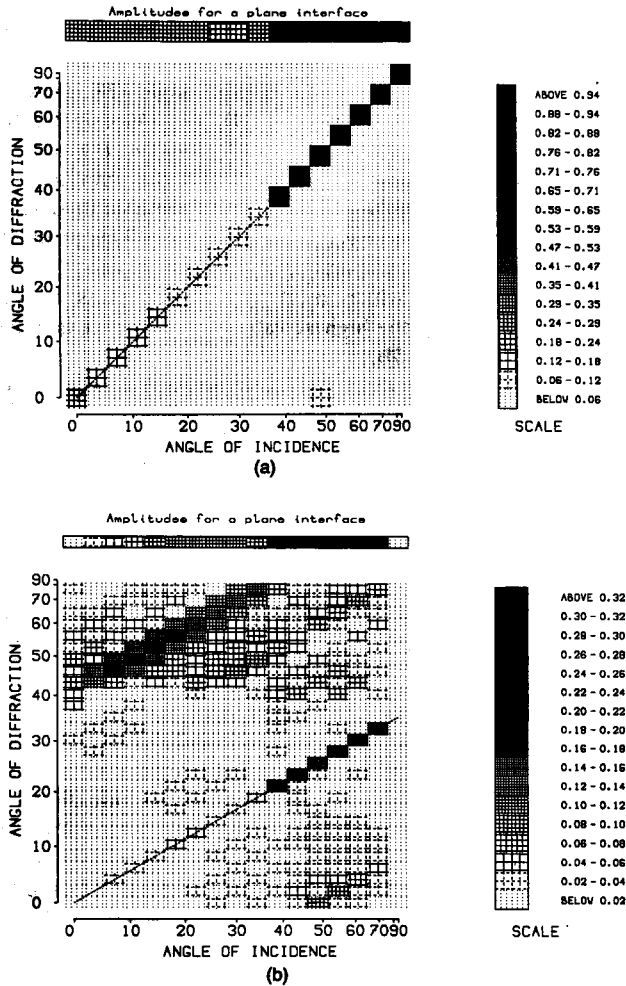 Amplitudes for a plane interface
90
70
60
50
40
30
20
10
0
ANGLE OF DIFFRACTION
0 10 20 30 40 50 60 70 90
ANGLE OF INCIDENCE
(a)
ABOVE 0.94
0.88 - 0.94
0.82 - 0.88
0.76 - 0.82
0.71 - 0.76
0.65 - 0.71
0.59 - 0.65
0.53 - 0.59
0.47 - 0.53
0.41 - 0.47
0.35 - 0.41
0.29 - 0.35
0.24 - 0.29
0.18 - 0.24
0.12 - 0.18
0.06 - 0.12
BELOW 0.06
SCALE
Amplitudes for a plane interface
90
70
60
50
40
30
20
10
0
ANGLE OF DIFFRACTION
0 10 20 30 40 50 60 70 90
ANGLE OF INCIDENCE
(b)
ABOVE 0.32
0.30 - 0.32
0.28 - 0.30
0.26 - 0.28
0.24 - 0.26
0.22 - 0.24
0.20 - 0.22
0.18 - 0.20
0.16 - 0.18
0.14 - 0.16
0.12 - 0.14
0.10 - 0.12
0.08 - 0.10
0.06 - 0.08
0.04 - 0.06
0.02 - 0.04
BELOW 0.02
SCALE